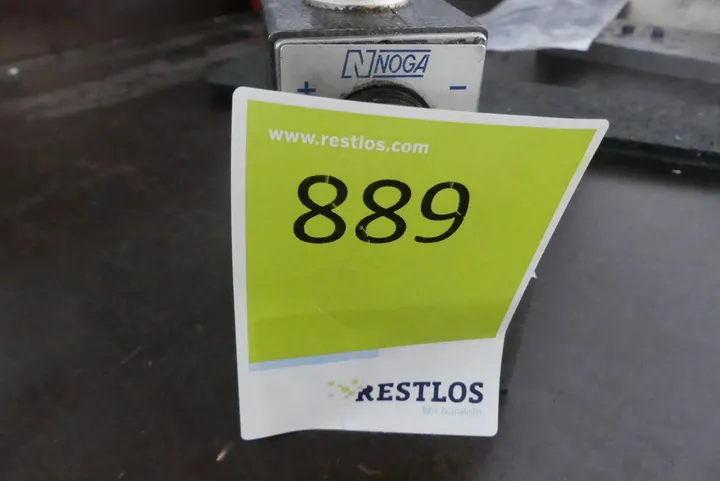 NOGA
+ −
www.restlos.com
889
RESTLOS
Wir handeln.